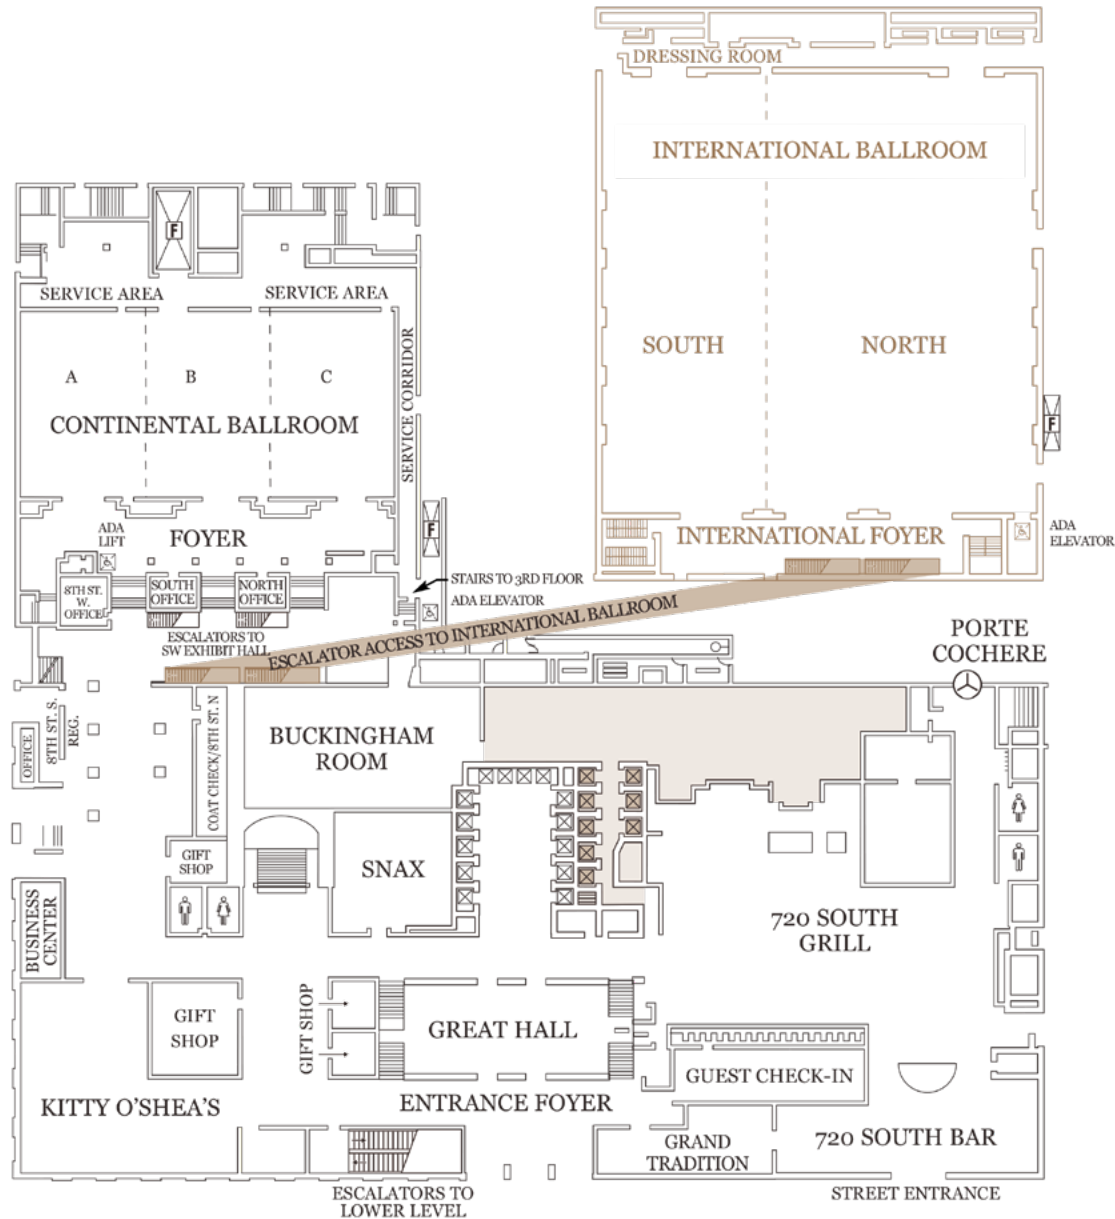 DRESSING ROOM
INTERNATIONAL BALLROOM
F
SERVICE AREA
SERVICE AREA
SOUTH
NORTH
A
B
C
CONTINENTAL BALLROOM
SERVICE CORRIDOR
F
F
ADA
LIFT
FOYER
INTERNATIONAL FOYER
ADA
ELEVATOR
8TH ST.
W.
OFFICE
SOUTH
OFFICE
NORTH
OFFICE
STAIRS TO 3RD FLOOR
ADA ELEVATOR
ESCALATORS TO
SW EXHIBIT HALL
ESCALATOR ACCESS TO INTERNATIONAL BALLROOM
PORTE
COCHERE
OFFICE
8TH ST. S.
REG.
COAT CHECK/8TH ST. N
BUCKINGHAM
ROOM
GIFT
SHOP
SNAX
BUSINESS
CENTER
720 SOUTH
GRILL
GIFT
SHOP
GIFT SHOP
GREAT HALL
GUEST CHECK-IN
KITTY O'SHEA'S
ENTRANCE FOYER
GRAND
TRADITION
720 SOUTH BAR
ESCALATORS TO
LOWER LEVEL
STREET ENTRANCE